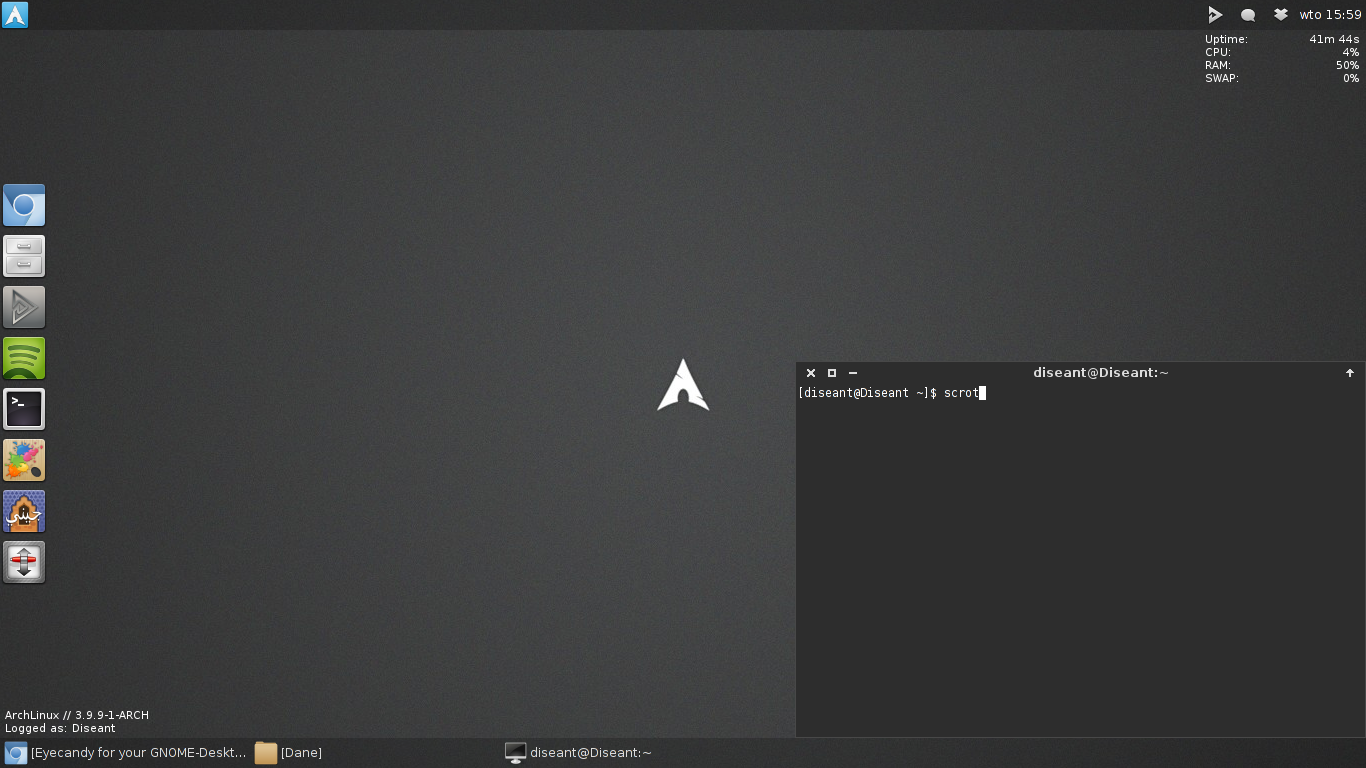 wto 15:59
Uptime: 41m 44s
CPU: 4%
RAM: 50%
SWAP: 0%
>_
diseant@Diseant:~
[diseant@Diseant ~]$ scrot
جيني
ArchLinux // 3.9.9-1-ARCH
Logged as: Diseant
[Eyecandy for your GNOME-Deskt...
[Dane]
diseant@Diseant:~